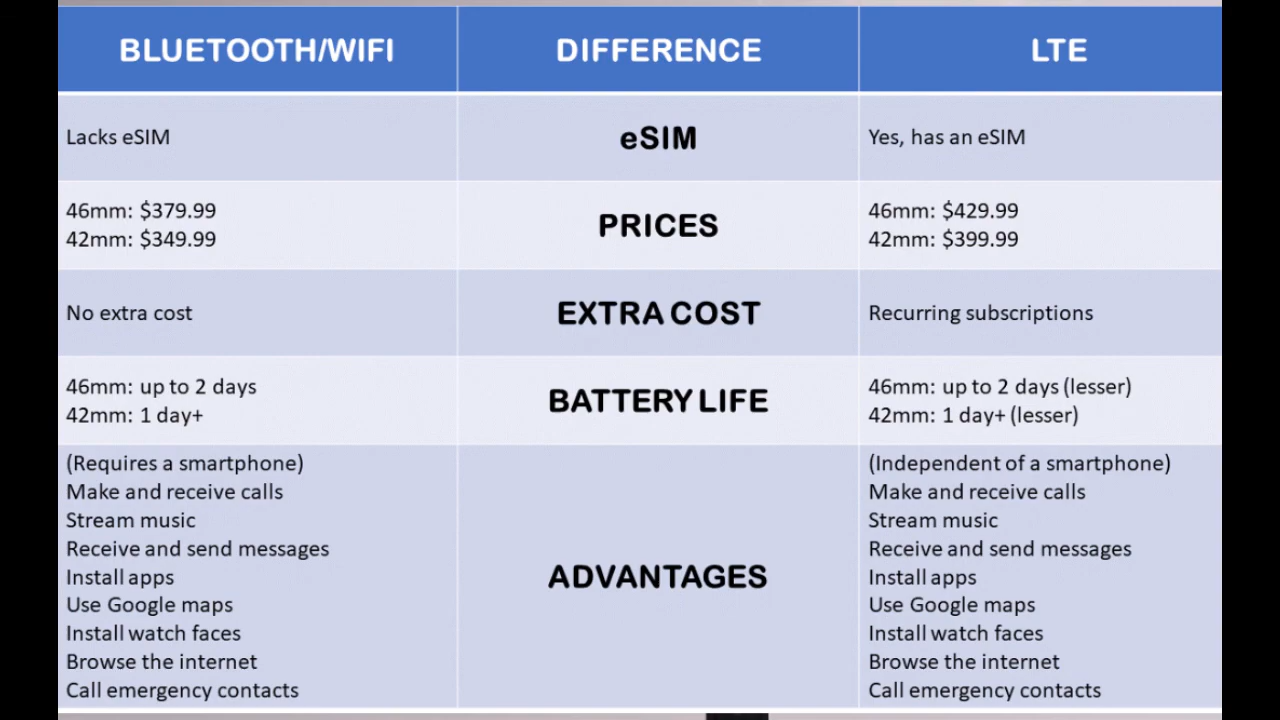 BLUETOOTH/WIFI DIFFERENCE LTE
Lacks eSIM
eSIM
Yes, has an eSIM
46mm: $379.99
42mm: $349.99
PRICES
46mm: $429.99
42mm: $399.99
No extra cost
EXTRA COST
Recurring subscriptions
46mm: up to 2 days
42mm: 1 day+
BATTERY LIFE
46mm: up to 2 days (lesser)
42mm: 1 day+ (lesser)
(Requires a smartphone)
Make and receive calls
Stream music
Receive and send messages
Install apps
Use Google maps
Install watch faces
Browse the internet
Call emergency contacts
ADVANTAGES
(Independent of a smartphone)
Make and receive calls
Stream music
Receive and send messages
Install apps
Use Google maps
Install watch faces
Browse the internet
Call emergency contacts